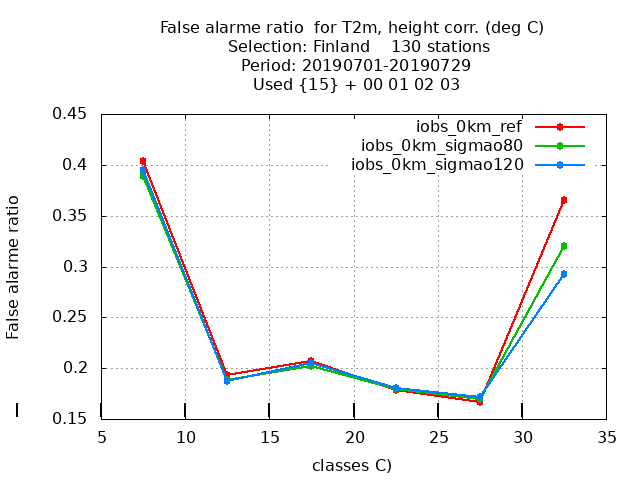 False alarme ratio for T2m, height corr. (deg C)
Selection: Finland 130 stations
Period: 20190701-20190729
Used {15} + 00 01 02 03
iobs_0km_ref
iobs_0km_sigmao80
iobs_0km_sigmao120
False alarme ratio
0.45
0.4
0.35
0.3
0.25
0.2
0.15
5 10 15 20 25 30 35
classes C)